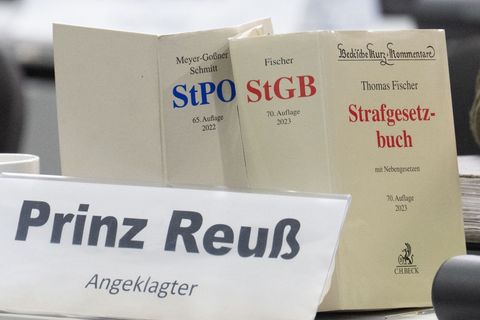 Meyer-Goßner
Schmitt
StPO
65. Auflage
2022
Fischer
StGB
70. Auflage
2023
Beck'sche Kurz-Kommentare
Thomas Fischer
Strafgesetz-
buch
mit Nebengesetzen
70. Auflage
2023
C.H.BECK
Prinz Reuß
Angeklagter